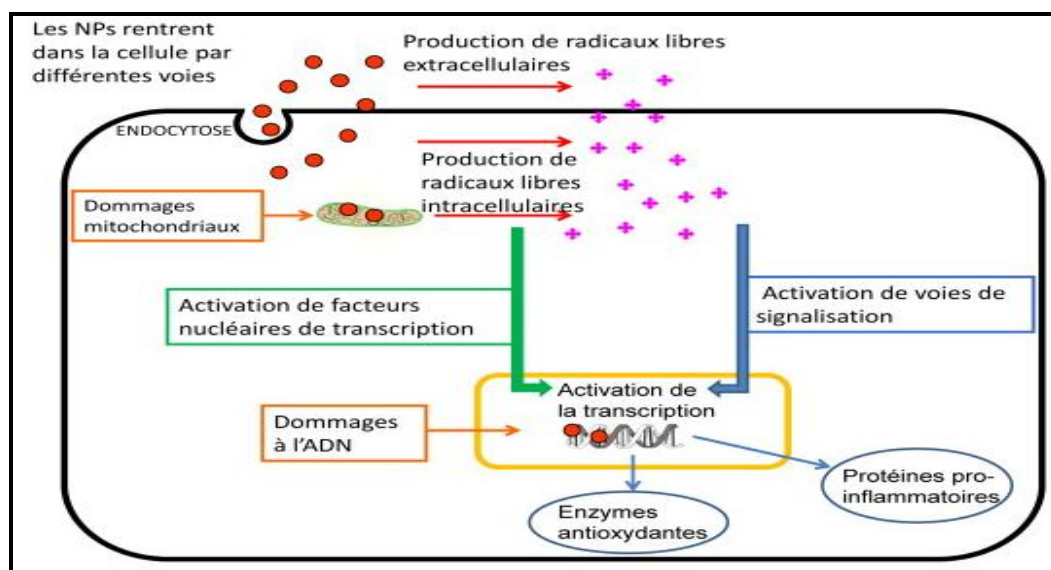 Les NPs rentrent
dans la cellule par
différentes voies
Production de radicaux libres
extracellulaires
ENDOCYTOSE
Production de
radicaux libres
intracellulaires
Dommages
mitochondriaux
Activation de facteurs
nucléaires de transcription
Activation de voies de
signalisation
Activation de
la transcription
Dommages
à l'ADN
Protéines pro-
inflammatoires
Enzymes
antioxydantes